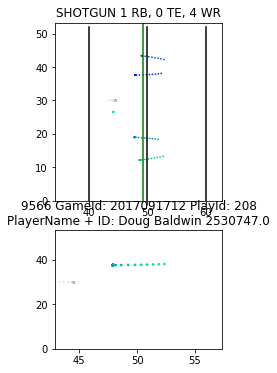 SHOTGUN 1 RB, 0 TE, 4 WR
50
40
30
20
10
0
40 50 60
9566 GameId: 2017091712 PlayId: 208
PlayerName + ID: Doug Baldwin 2530747.0
40
20
0
45 50 55